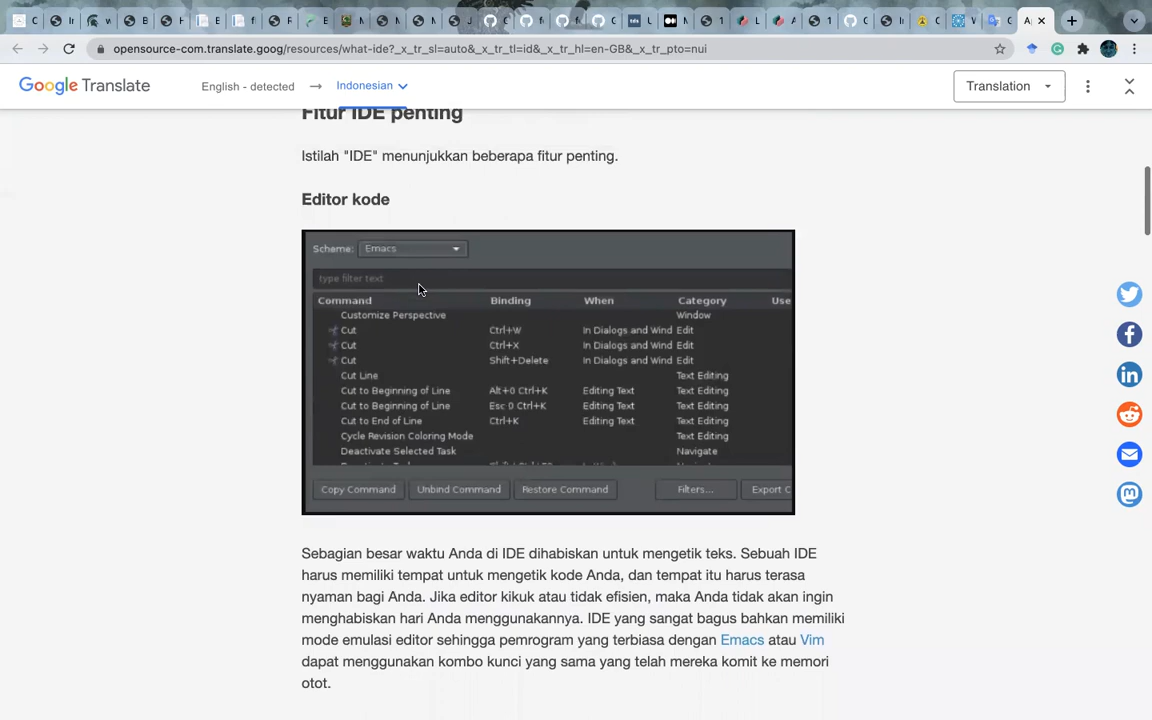 opensource-com.translate.goog/resources/what-ide?_x_tr_sl=auto&_x_tr_tl=id&_x_tr_hl=en-GB&_x_tr_pto=nui
Google Translate
English - detected
Indonesian
Translation
Fitur IDE penting
Istilah "IDE" menunjukkan beberapa fitur penting.
Editor kode
Scheme: Emacs
type filter text
Command Binding When Category Use
Customize Perspective Window
Cut Ctrl+W In Dialogs and Wind Edit
Cut Ctrl+X In Dialogs and Wind Edit
Cut Shift+Delete In Dialogs and Wind Edit
Cut Line Text Editing
Cut to Beginning of Line Alt+0 Ctrl+K Editing Text Text Editing
Cut to Beginning of Line Esc 0 Ctrl+K Editing Text Text Editing
Cut to End of Line Ctrl+K Editing Text Text Editing
Cycle Revision Coloring Mode Text Editing
Deactivate Selected Task Navigate
Copy Command Unbind Command Restore Command Filters... Export C
Sebagian besar waktu Anda di IDE dihabiskan untuk mengetik teks. Sebuah IDE
harus memiliki tempat untuk mengetik kode Anda, dan tempat itu harus terasa
nyaman bagi Anda. Jika editor kikuk atau tidak efisien, maka Anda tidak akan ingin
menghabiskan hari Anda menggunakannya. IDE yang sangat bagus bahkan memiliki
mode emulasi editor sehingga pemrogram yang terbiasa dengan Emacs atau Vim
dapat menggunakan kombo kunci yang sama yang telah mereka komit ke memori
otot.